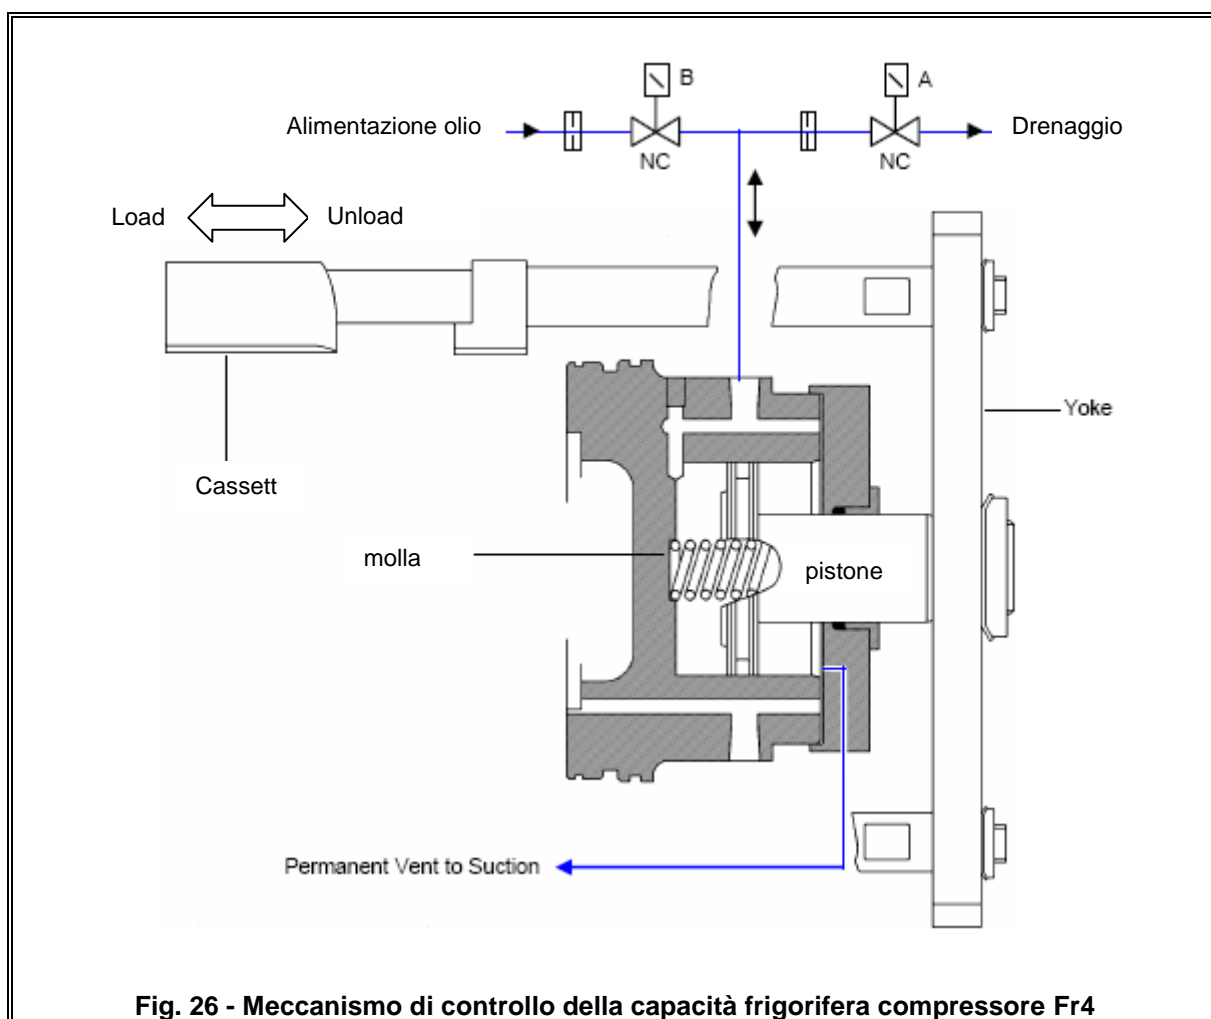 B
A
Alimentazione olio
Drenaggio
NC
NC
Load
Unload
Yoke
Cassett
molla
pistone
Permanent Vent to Suction
Fig. 26 - Meccanismo di controllo della capacità frigorifera compressore Fr4